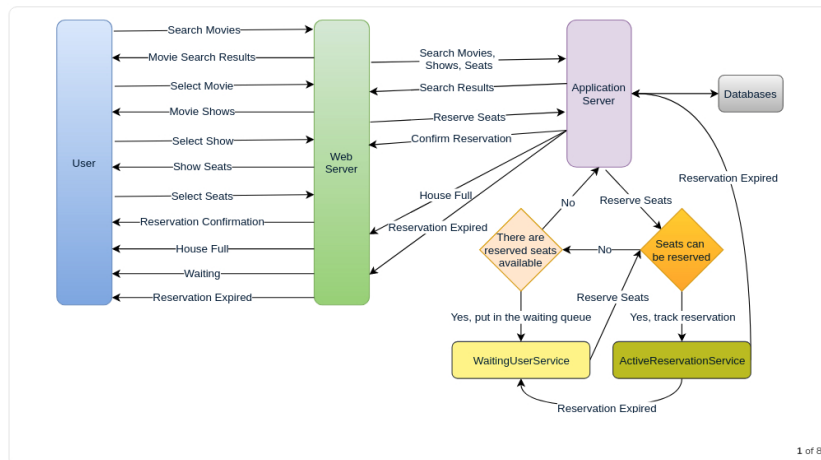 Search Movies
Movie Search Results
Select Movie
Movie Shows
Select Show
Show Seats
Select Seats
Reservation Confirmation
House Full
Waiting
Reservation Expired
User
Web
Server
Search Movies,
Shows, Seats
Search Results
Reserve Seats
Confirm Reservation
House Full
Reservation Expired
Application
Server
Databases
Reservation Expired
No
Reserve Seats
There are
reserved seats
available
No
Seats can
be reserved
Reserve Seats
Yes, put in the waiting queue
Yes, track reservation
WaitingUserService
ActiveReservationService
Reservation Expired
1 of 8